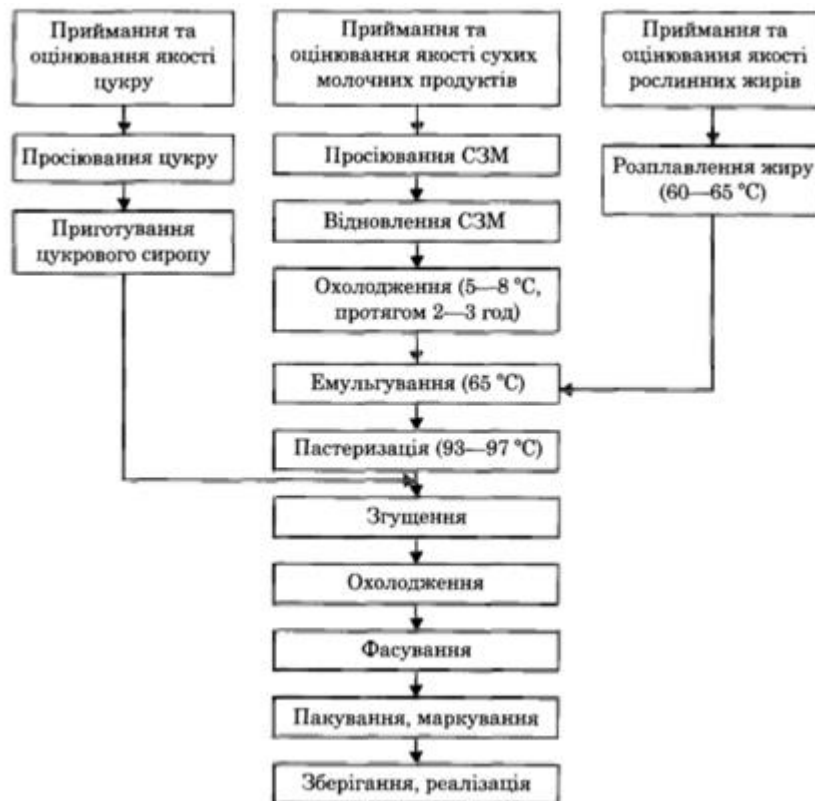 Приймання та
оцінювання якості
цукру
Приймання та
оцінювання якості сухих
молочних продуктів
Приймання та
оцінювання якості
рослинних жирів
Просіювання цукру
Просіювання СЗМ
Розплавлення жиру
(60—65 °С)
Приготування
цукрового сиропу
Відновлення СЗМ
Охолодження (5—8 °С,
протягом 2—3 год)
Емульгування (65 °С)
Пастеризація (93—97 °С)
Згущення
Охолодження
Фасування
Пакування, маркування
Зберігання, реалізація